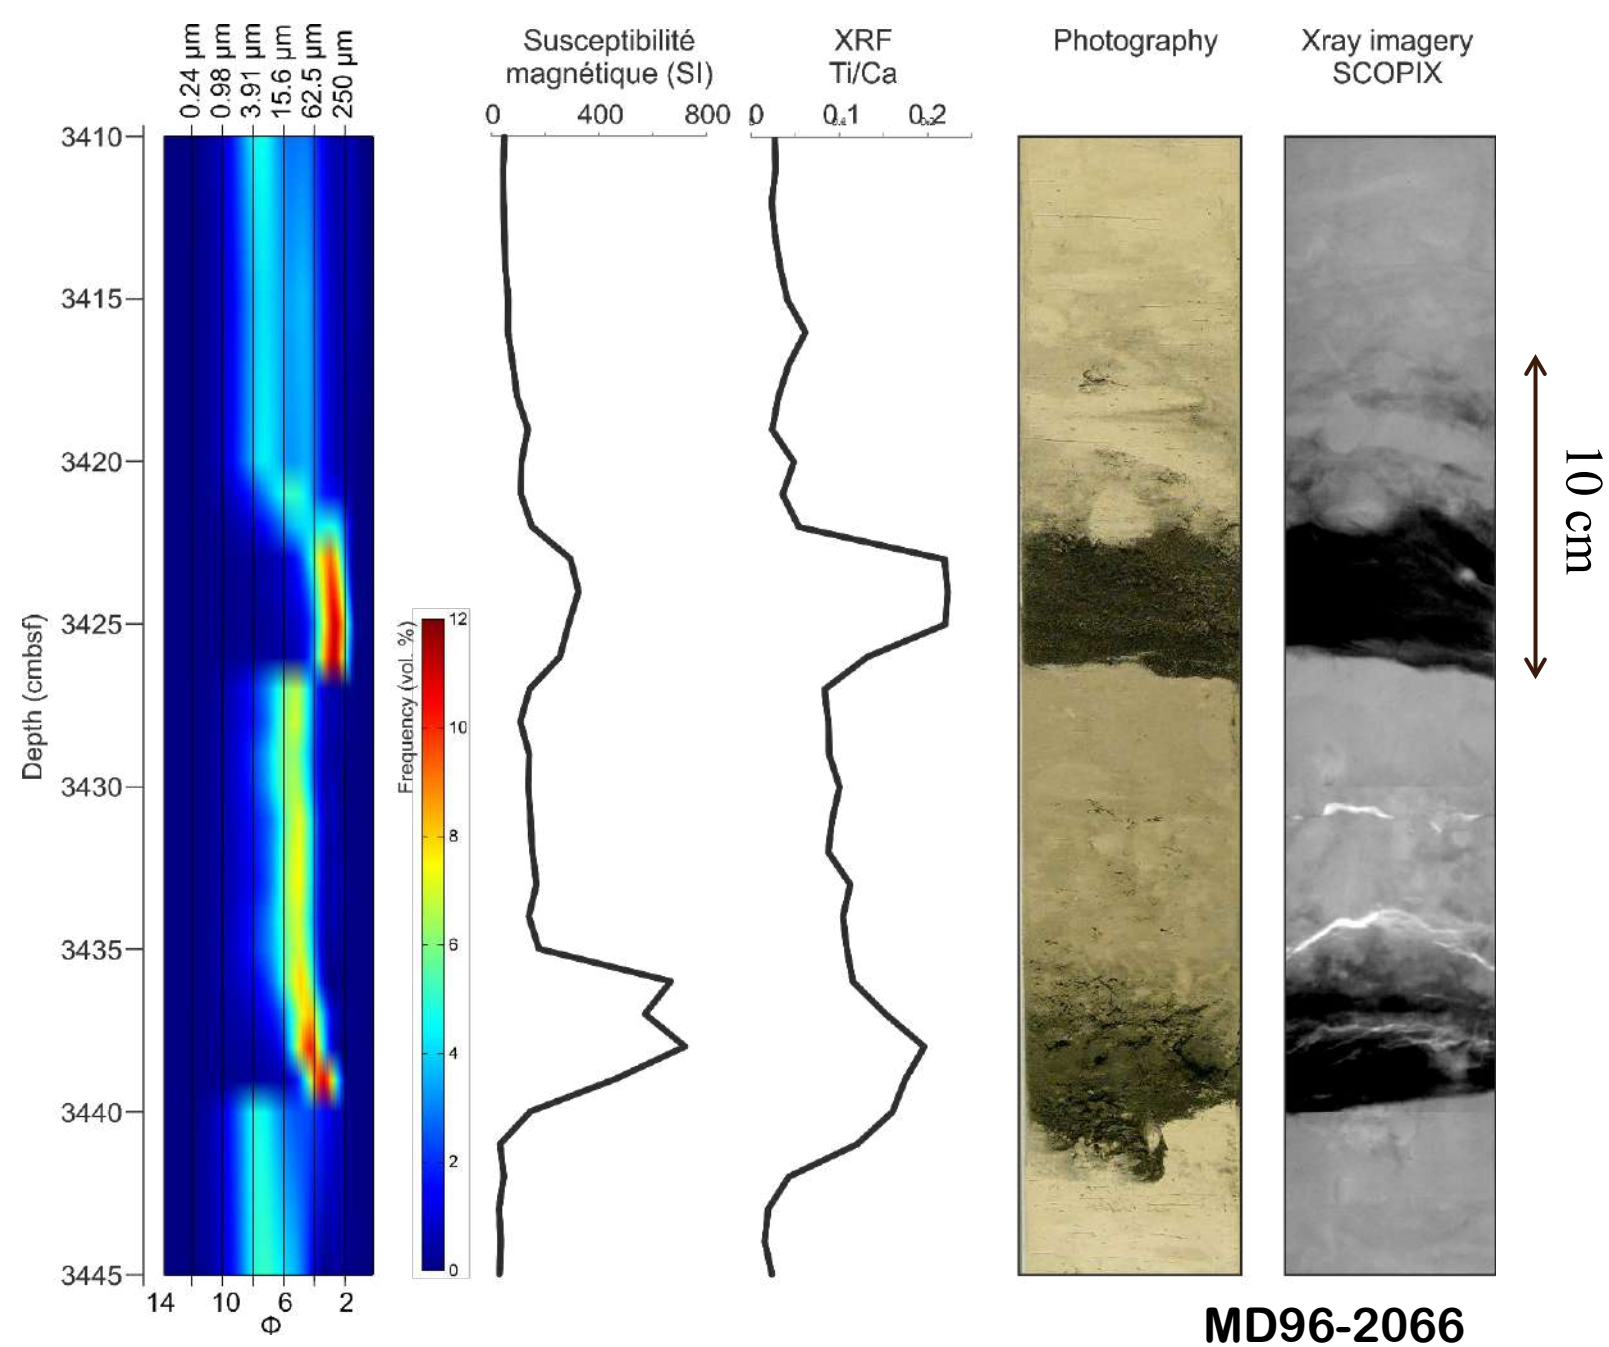 0.24 µm
0.98 µm
3.91 µm
15.6 µm
62.5 µm
250 µm
Susceptibilité
magnétique (SI)
0 400 800
XRF
Ti/Ca
0 0.1 0.2
Photography
Xray imagery
SCOPIX
Depth (cmbsf)
3410
3415
3420
3425
3430
3435
3440
3445
14 10 6 2
Φ
Frequency (vol. %)
12
10
8
6
4
2
0
10 cm
MD96-2066